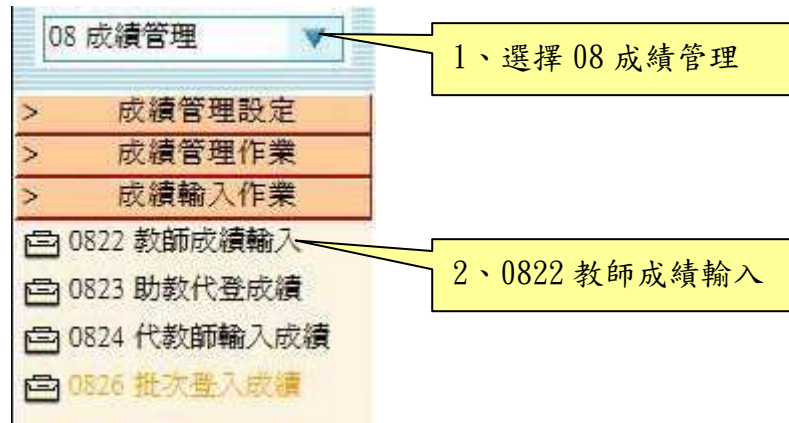 08 成績管理
1、選擇 08 成績管理
> 成績管理設定
> 成績管理作業
> 成績輸入作業
0822 教師成績輸入
2、0822 教師成績輸入
0823 助教代登成績
0824 代教師輸入成績
0826 批次登入成績